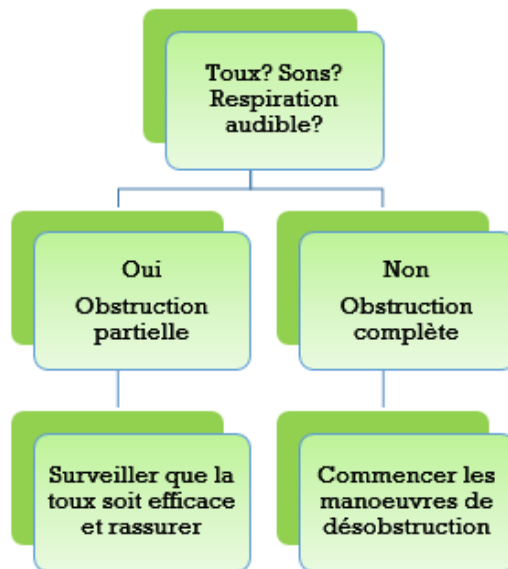 Toux? Sons?
Respiration
audible?
Oui
Obstruction
partielle
Non
Obstruction
complète
Surveiller que la
toux soit efficace
et rassurer
Commencer les
manoeuvres de
désobstruction